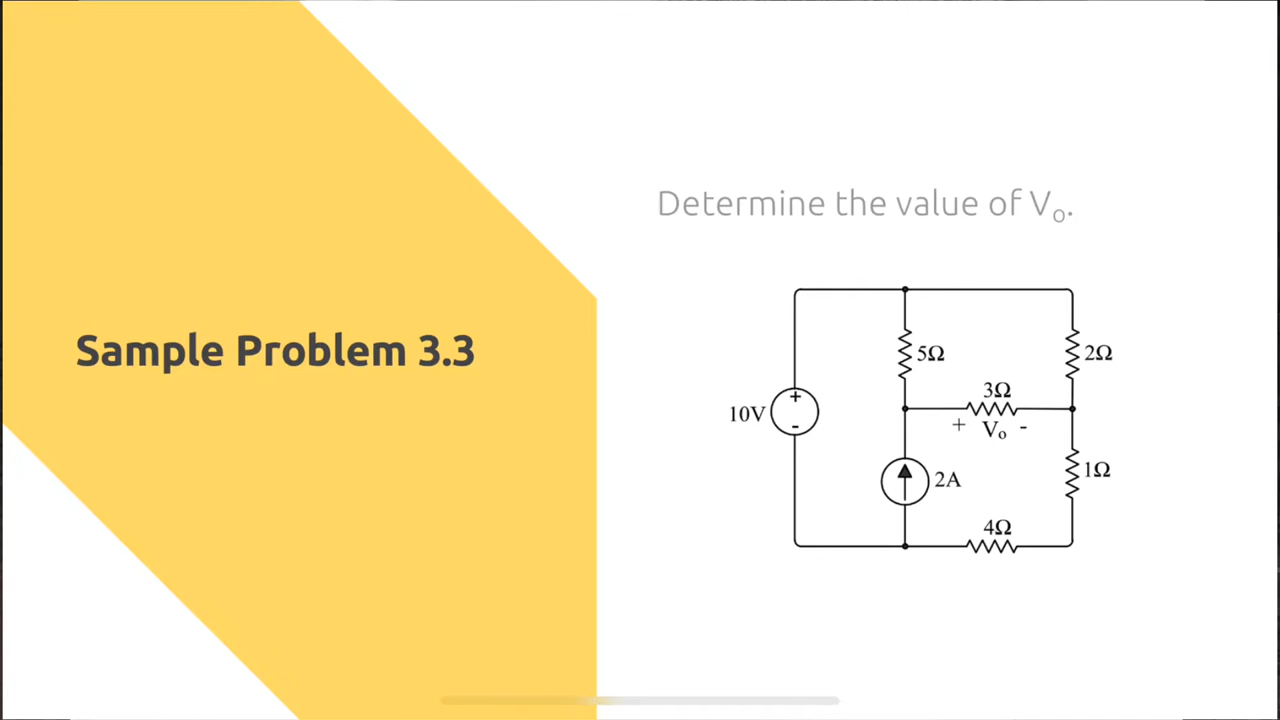 Determine the value of Vₒ.
Sample Problem 3.3
5Ω
2Ω
3Ω
10V
+
-
+ Vₒ -
2A
1Ω
4Ω